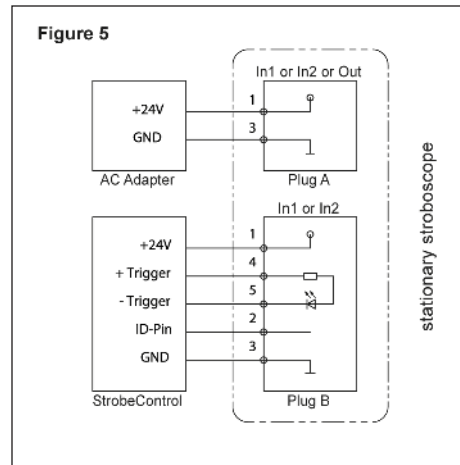 Figure 5
In1 or In2 or Out
+24V 1
GND 3
AC Adapter
Plug A
In1 or In2
+24V 1
+ Trigger 4
- Trigger 5
ID-Pin 2
GND 3
StrobeControl
Plug B
stationary stroboscope